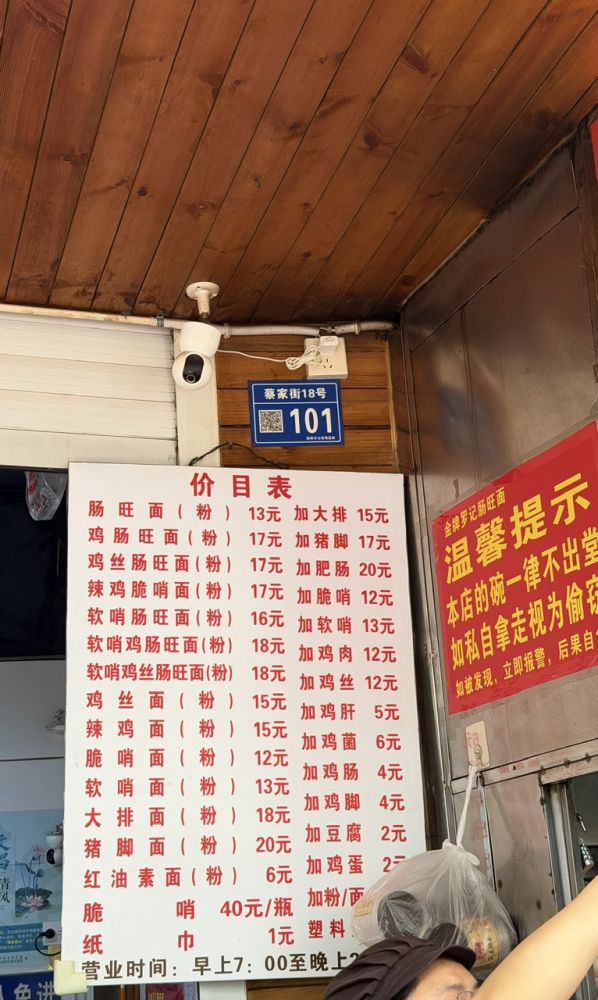 蔡家街18号
101
价目表
肠旺面(粉) 13元 加大排 15元
鸡肠旺面(粉) 17元 加猪脚 17元
鸡丝肠旺面(粉) 17元 加肥肠 20元
辣鸡脆哨面(粉) 17元 加脆哨 12元
软哨肠旺面(粉) 16元 加软哨 13元
软哨鸡肠旺面(粉) 18元 加鸡肉 12元
软哨鸡丝肠旺面(粉) 18元 加鸡丝 12元
鸡丝面(粉) 15元 加鸡肝 5元
辣鸡面(粉) 15元 加鸡菌 6元
脆哨面(粉) 12元 加鸡肠 4元
软哨面(粉) 13元 加鸡脚 4元
大排面(粉) 18元 加豆腐 2元
猪脚面(粉) 20元 加鸡蛋 2元
红油素面(粉) 6元 加粉/面
脆哨 40元/瓶 塑料
纸巾 1元
营业时间：早上7：00至晚上
金牌罗记肠旺面
温馨提示
本店的碗一律不出堂
如私自拿走视为偷窃
如被发现，立即报警，后果自